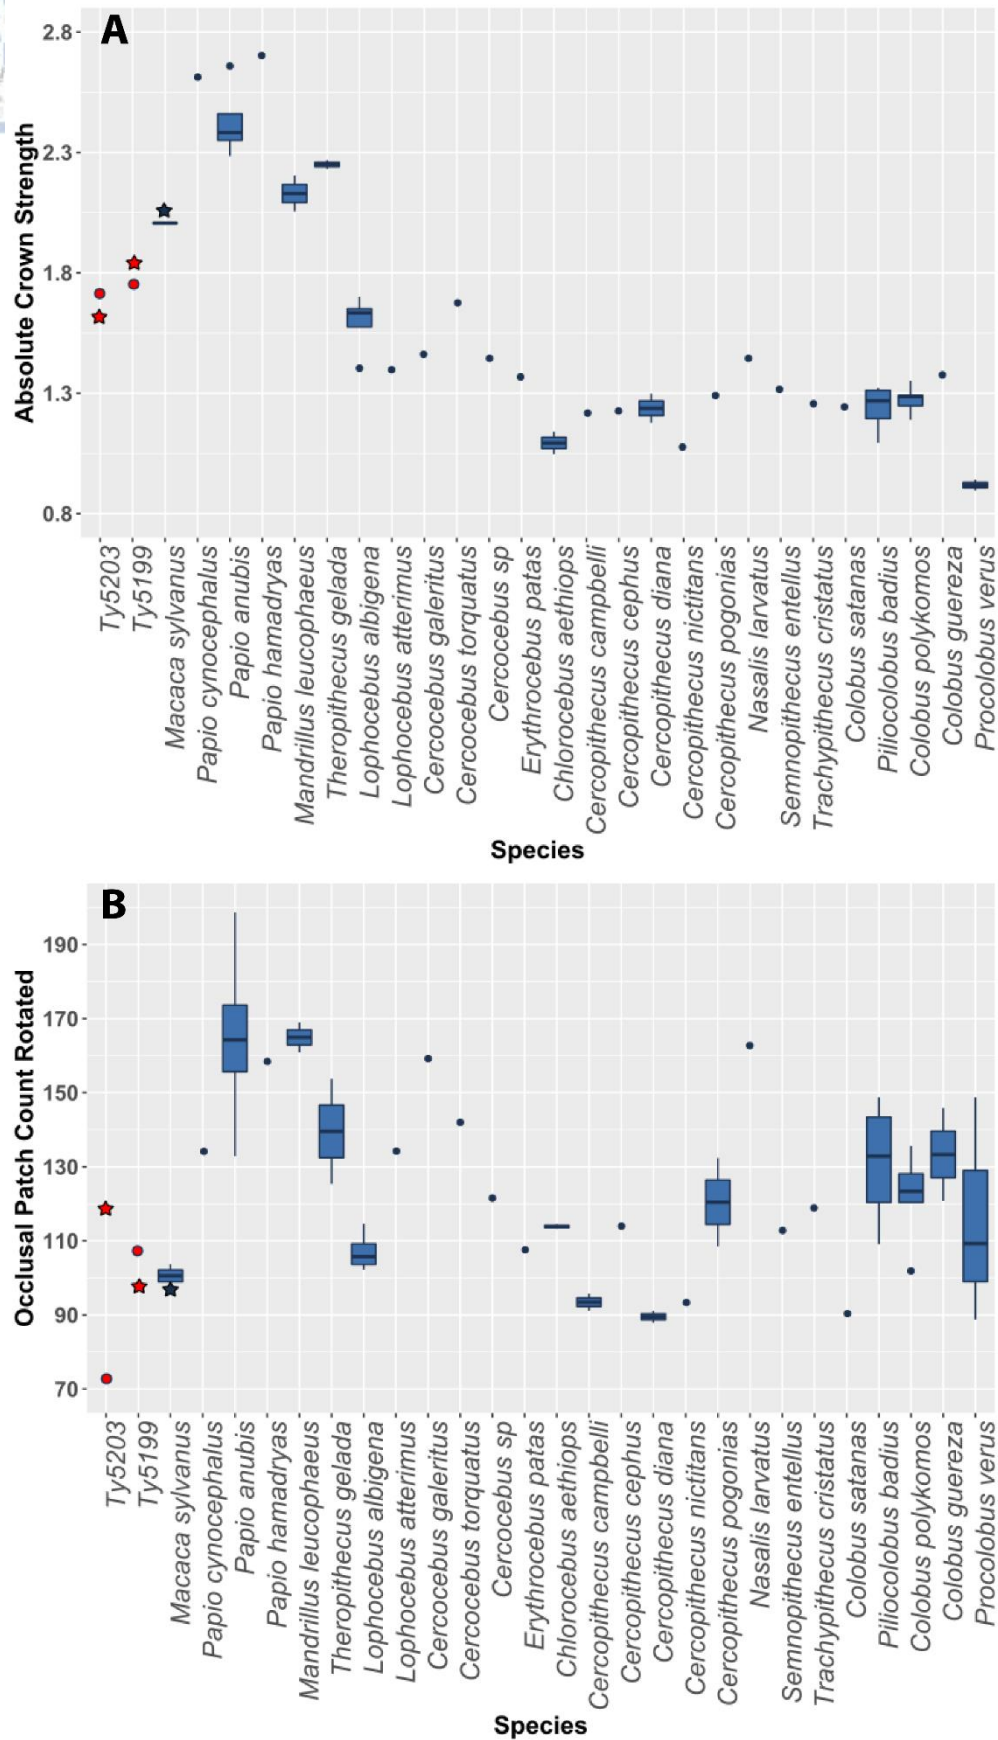 A
2.8
2.3
1.8
1.3
0.8
Absolute Crown Strength
Ty5203
Ty5199
Macaca sylvanus
Papio cynocephalus
Papio anubis
Papio hamadryas
Mandrillus leucophaeus
Theropithecus gelada
Lophocebus albigena
Lophocebus atterimus
Cercocebus galeritus
Cercocebus torquatus
Cercocebus sp
Erythrocebus patas
Chlorocebus aethiops
Cercopithecus campbelli
Cercopithecus cephus
Cercopithecus diana
Cercopithecus nictitans
Cercopithecus pogonias
Nasalis larvatus
Semnopithecus entellus
Trachypithecus cristatus
Colobus satanas
Piliocolobus badius
Colobus polykomos
Colobus guereza
Procolobus verus
Species
B
190
170
150
130
110
90
70
Occlusal Patch Count Rotated
Ty5203
Ty5199
Macaca sylvanus
Papio cynocephalus
Papio anubis
Papio hamadryas
Mandrillus leucophaeus
Theropithecus gelada
Lophocebus albigena
Lophocebus atterimus
Cercocebus galeritus
Cercocebus torquatus
Cercocebus sp
Erythrocebus patas
Chlorocebus aethiops
Cercopithecus campbelli
Cercopithecus cephus
Cercopithecus diana
Cercopithecus nictitans
Cercopithecus pogonias
Nasalis larvatus
Semnopithecus entellus
Trachypithecus cristatus
Colobus satanas
Piliocolobus badius
Colobus polykomos
Colobus guereza
Procolobus verus
Species